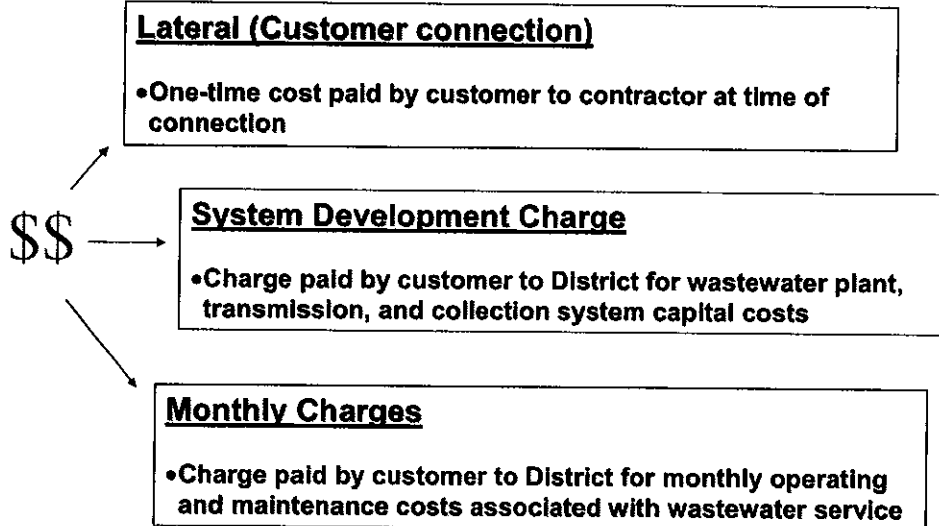 Lateral (Customer connection)
•One-time cost paid by customer to contractor at time of
connection
$$
System Development Charge
•Charge paid by customer to District for wastewater plant,
transmission, and collection system capital costs
Monthly Charges
•Charge paid by customer to District for monthly operating
and maintenance costs associated with wastewater service